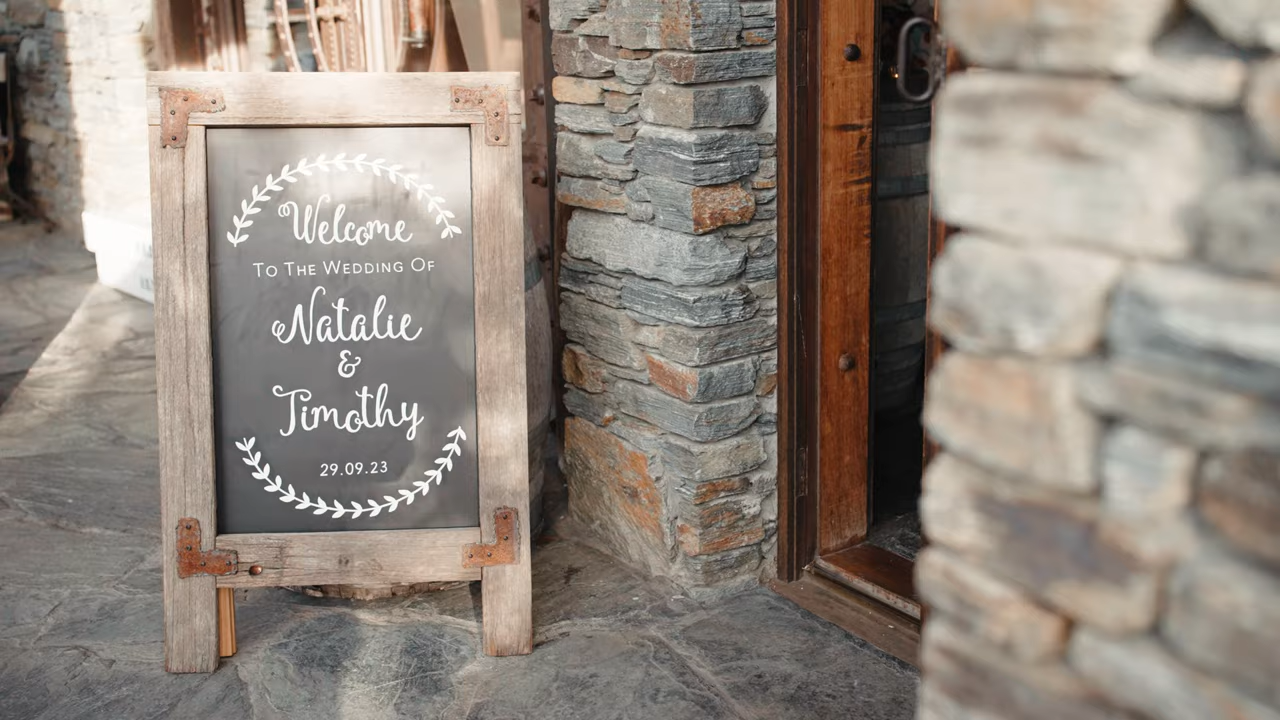 Welcome
To The Wedding Of
Natalie
&
Timothy
29.09.23